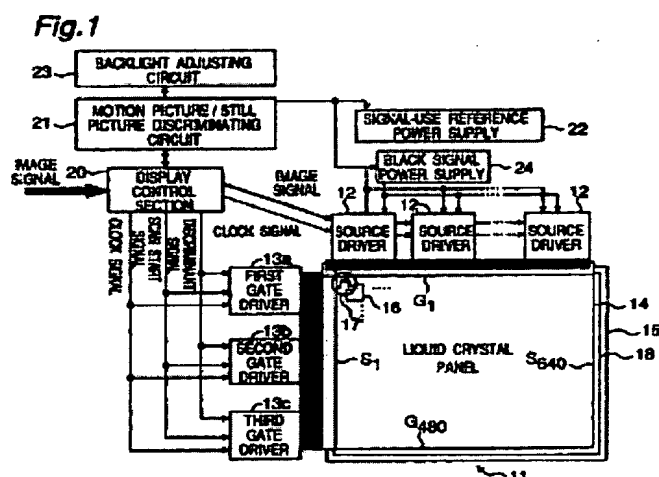 Fig.1
23
BACKLIGHT ADJUSTING
CIRCUIT
21
MOTION PICTURE / STILL
PICTURE DISCRIMINATING
CIRCUIT
SIGNAL-USE REFERENCE
POWER SUPPLY
22
IMAGE
SIGNAL
20
DISPLAY
CONTROL
SECTION
IMAGE
SIGNAL
BLACK SIGNAL
POWER SUPPLY
24
CLOCK SIGNAL
12
SOURCE
DRIVER
12
SOURCE
DRIVER
12
SOURCE
DRIVER
CLOCK SIGNAL
SCAN START
SIGNAL
DISCRIMINANT
SIGNAL
13a
FIRST
GATE
DRIVER
13b
SECOND
GATE
DRIVER
13c
THIRD
GATE
DRIVER
G1
16
17
S1
LIQUID CRYSTAL
PANEL
S640
14
15
18
G480
11